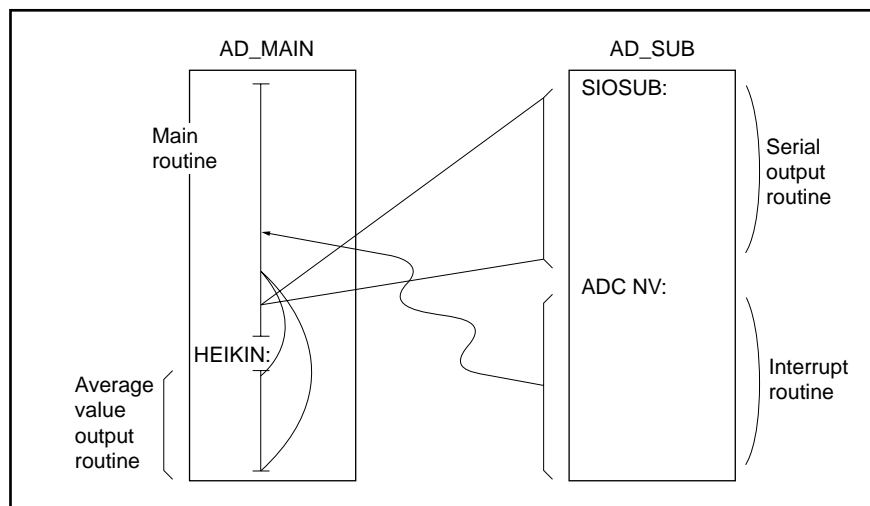 AD_MAIN
AD_SUB
Main
routine
SIOSUB:
Serial
output
routine
ADC NV:
HEIKIN:
Average
value
output
routine
Interrupt
routine